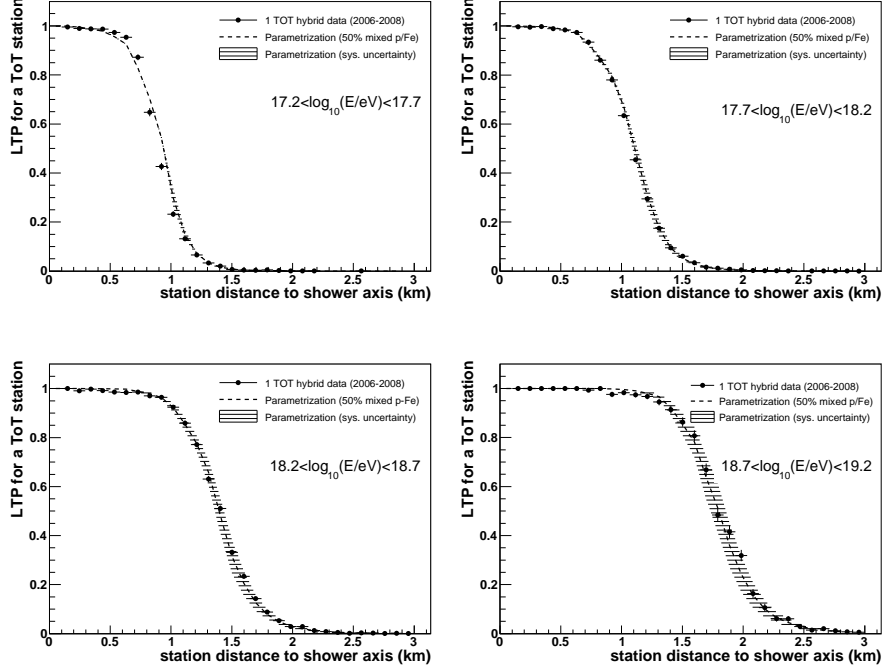 LTP for a ToT station
1
0.8
0.6
0.4
0.2
0
1 TOT hybrid data (2006-2008)
Parametrization (50% mixed p/Fe)
Parametrization (sys. uncertainty)
17.2<log10(E/eV)<17.7
0 0.5 1 1.5 2 2.5 3
station distance to shower axis (km)
LTP for a ToT station
1
0.8
0.6
0.4
0.2
0
1 TOT hybrid data (2006-2008)
Parametrization (50% mixed p/Fe)
Parametrization (sys. uncertainty)
17.7<log10(E/eV)<18.2
0 0.5 1 1.5 2 2.5 3
station distance to shower axis (km)
LTP for a ToT station
1
0.8
0.6
0.4
0.2
0
1 TOT hybrid data (2006-2008)
Parametrization (50% mixed p-Fe)
Parametrization (sys. uncertainty)
18.2<log10(E/eV)<18.7
0 0.5 1 1.5 2 2.5 3
station distance to shower axis (km)
LTP for a ToT station
1
0.8
0.6
0.4
0.2
0
1 TOT hybrid data (2006-2008)
Parametrization (50% mixed p/Fe)
Parametrization (sys. uncertainty)
18.7<log10(E/eV)<19.2
0 0.5 1 1.5 2 2.5 3
station distance to shower axis (km)